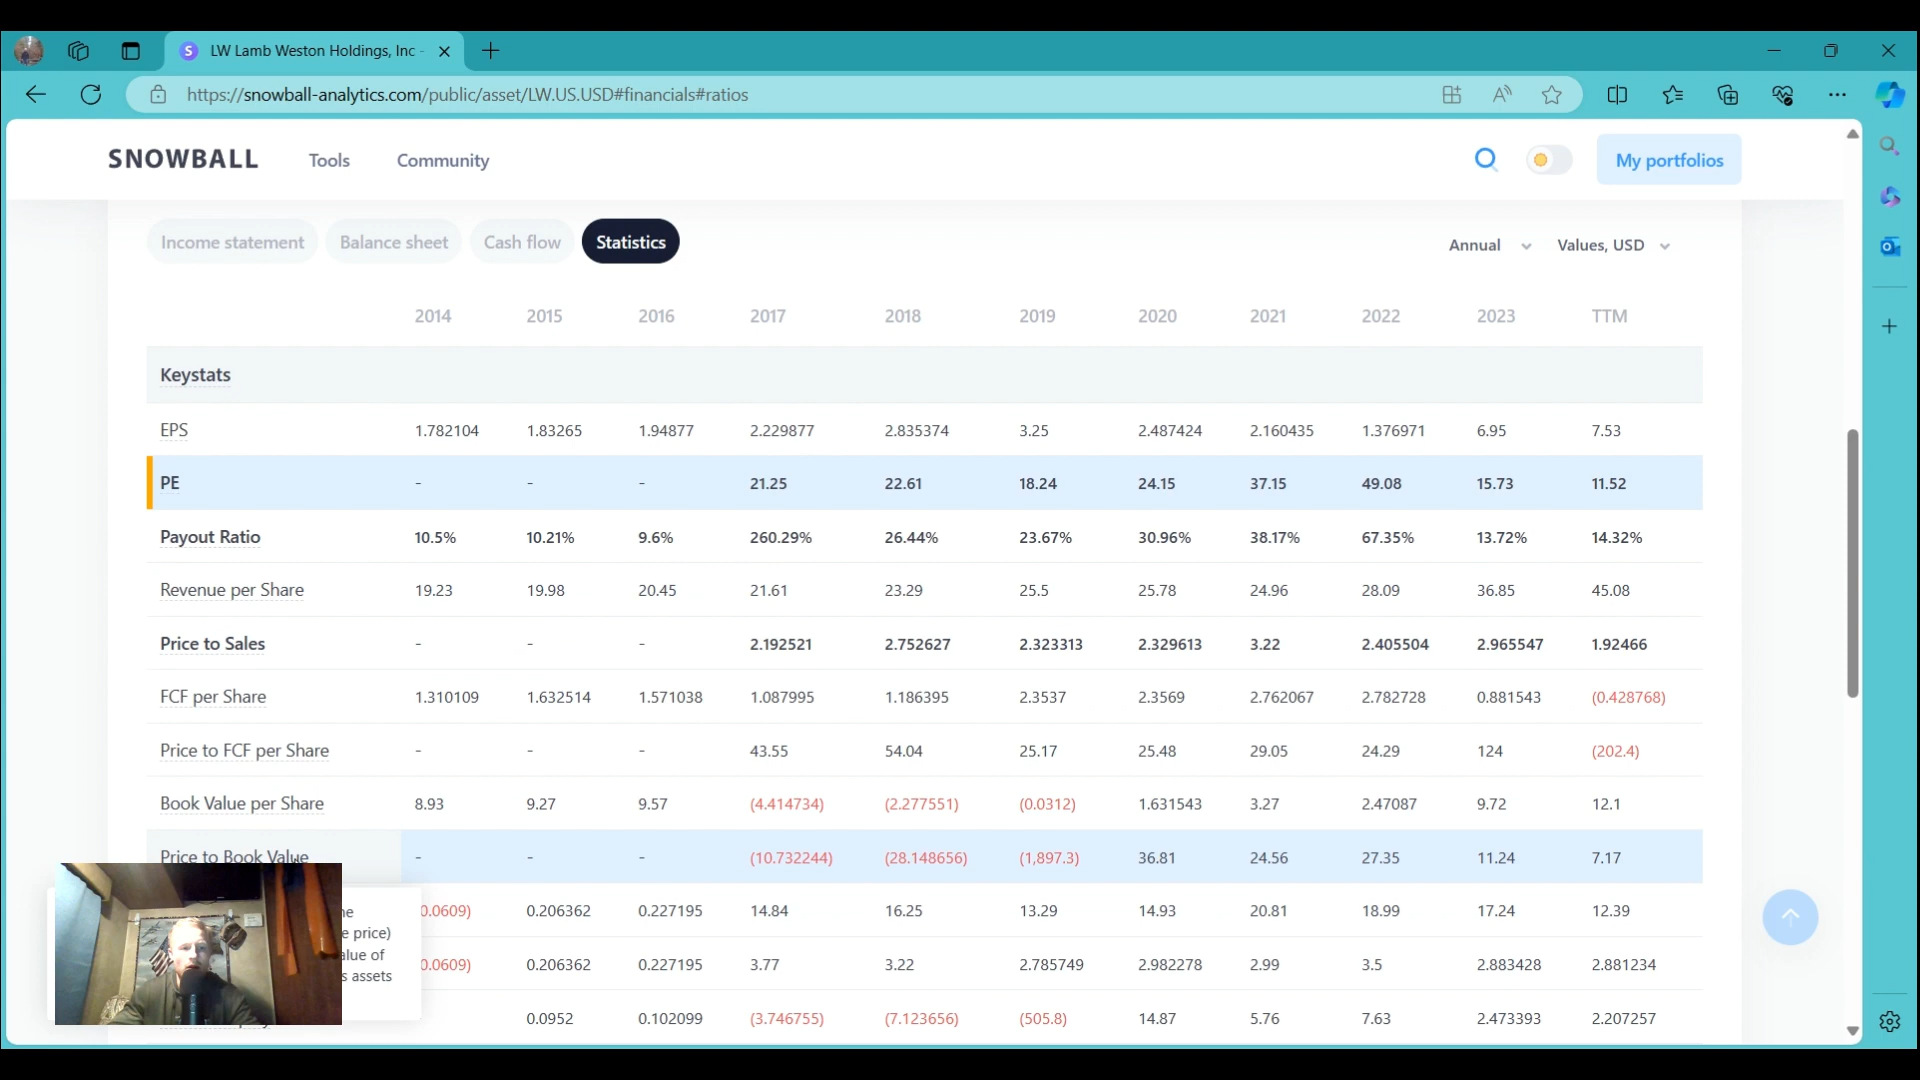 LW Lamb Weston Holdings, Inc -
https://snowball-analytics.com/public/asset/LW.US.USD#financials#ratios
SNOWBALL Tools Community My portfolios
Income statement Balance sheet Cash flow Statistics Annual Values, USD
2014 2015 2016 2017 2018 2019 2020 2021 2022 2023 TTM
Keystats
EPS 1.782104 1.83265 1.94877 2.229877 2.835374 3.25 2.487424 2.160435 1.376971 6.95 7.53
PE - - - 21.25 22.61 18.24 24.15 37.15 49.08 15.73 11.52
Payout Ratio 10.5% 10.21% 9.6% 260.29% 26.44% 23.67% 30.96% 38.17% 67.35% 13.72% 14.32%
Revenue per Share 19.23 19.98 20.45 21.61 23.29 25.5 25.78 24.96 28.09 36.85 45.08
Price to Sales - - - 2.192521 2.752627 2.323313 2.329613 3.22 2.405504 2.965547 1.92466
FCF per Share 1.310109 1.632514 1.571038 1.087995 1.186395 2.3537 2.3569 2.762067 2.782728 0.881543 (0.428768)
Price to FCF per Share - - - 43.55 54.04 25.17 25.48 29.05 24.29 124 (202.4)
Book Value per Share 8.93 9.27 9.57 (4.414734) (2.277551) (0.0312) 1.631543 3.27 2.47087 9.72 12.1
Price to Book Value - - - (10.732244) (28.148656) (1,897.3) 36.81 24.56 27.35 11.24 7.17
0.0609) 0.206362 0.227195 14.84 16.25 13.29 14.93 20.81 18.99 17.24 12.39
e price)
alue of
0.0609) 0.206362 0.227195 3.77 3.22 2.785749 2.982278 2.99 3.5 2.883428 2.881234
s assets
0.0952 0.102099 (3.746755) (7.123656) (505.8) 14.87 5.76 7.63 2.473393 2.207257